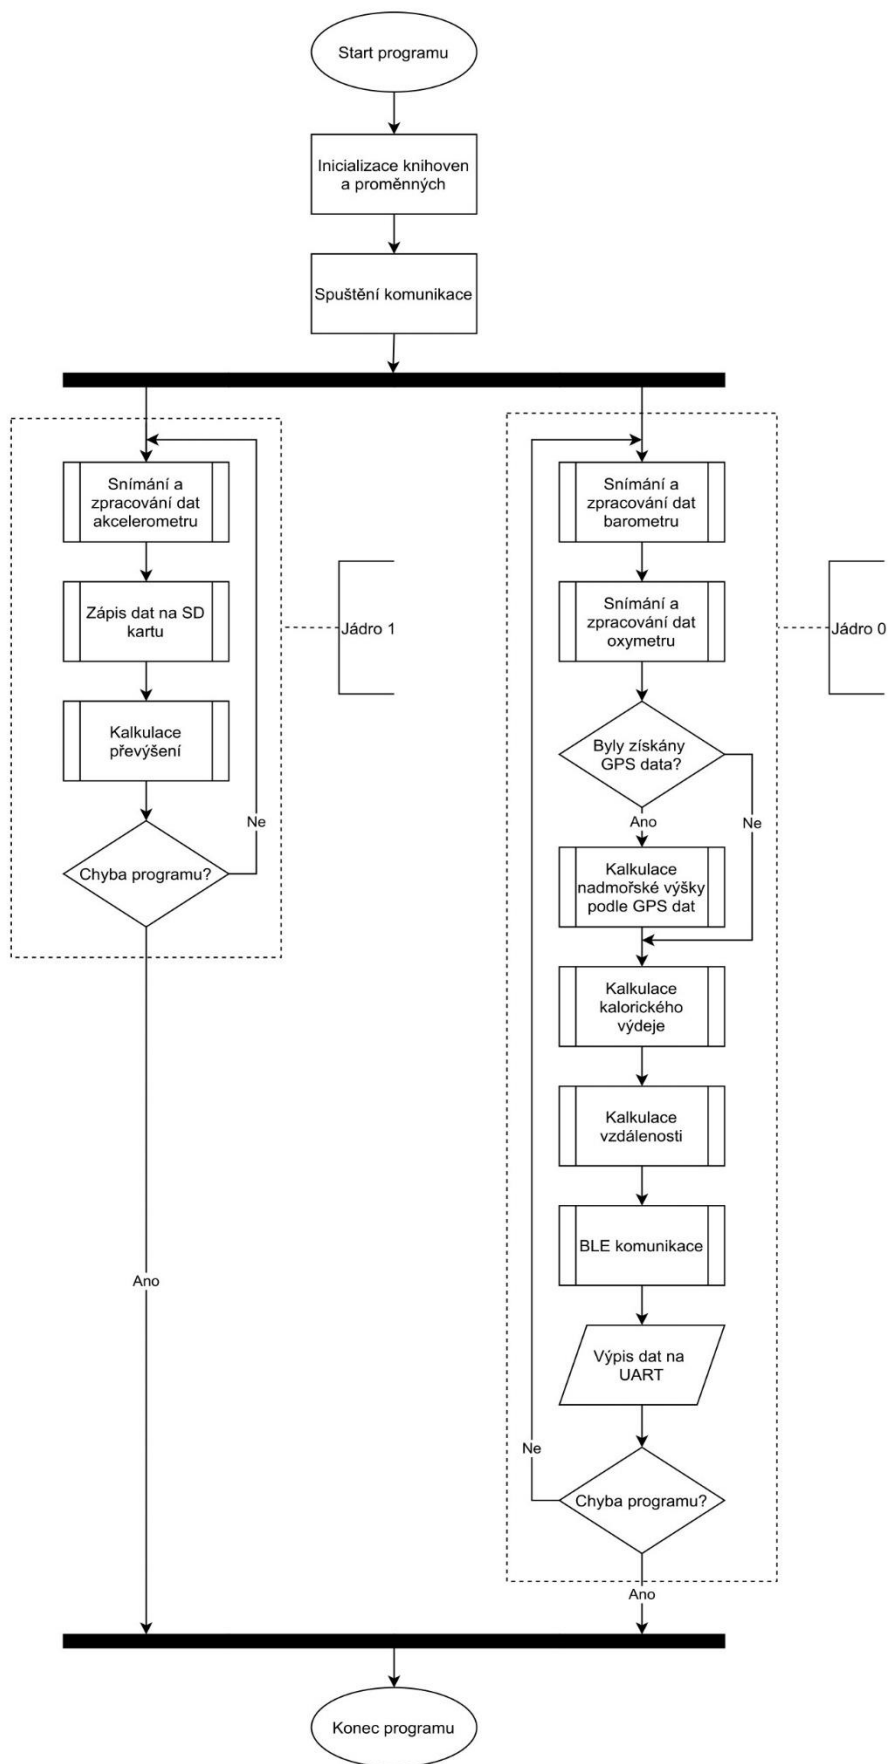 Start programu
Inicializace knihoven
a proměnných
Spuštění komunikace
Snímání a
zpracování dat
akcelerometru
Zápis dat na SD
kartu
Kalkulace
převýšení
Chyba programu?
Ne
Ano
Jádro 1
Snímání a
zpracování dat
barometru
Snímání a
zpracování dat
oxymetru
Byly získány
GPS data?
Ano
Ne
Kalkulace
nadmořské výšky
podle GPS dat
Kalkulace
kalorického
výdeje
Kalkulace
vzdálenosti
BLE komunikace
Výpis dat na
UART
Ne
Chyba programu?
Ano
Jádro 0
Konec programu